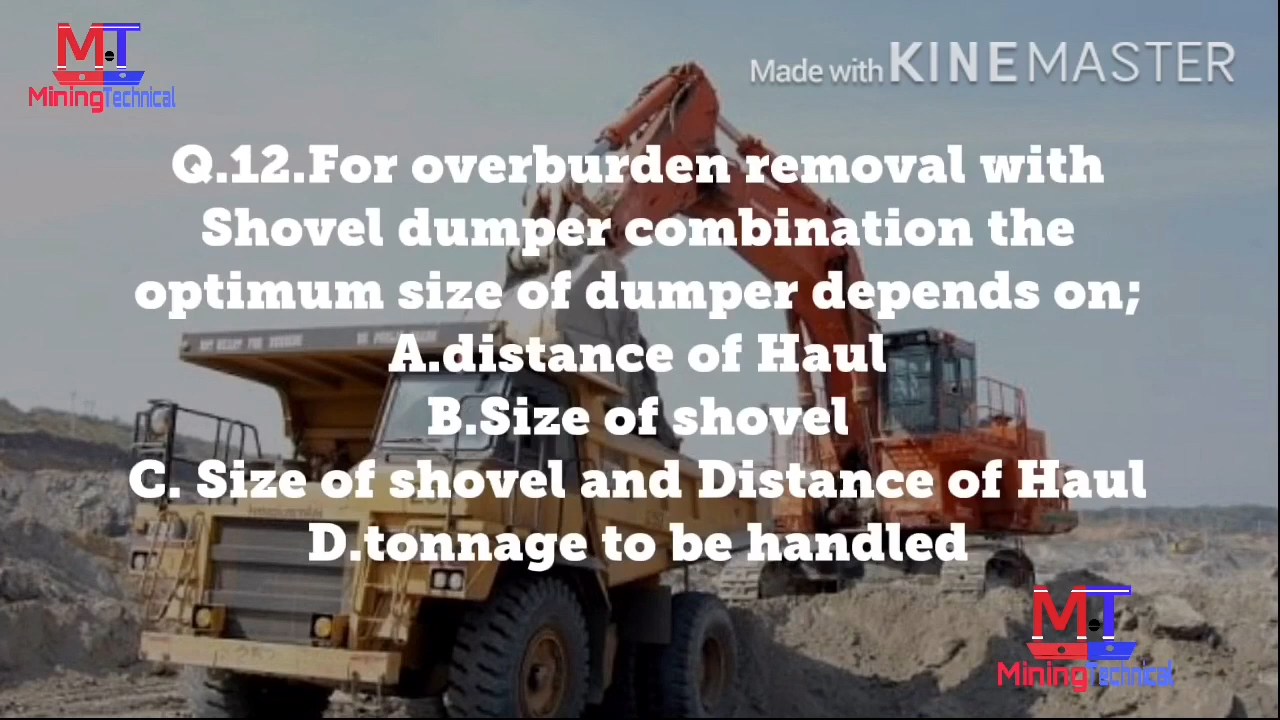 MT
MiningTechnical
Made with KINEMASTER
Q.12.For overburden removal with
Shovel dumper combination the
optimum size of dumper depends on;
A.distance of Haul
B.Size of shovel
C. Size of shovel and Distance of Haul
D.tonnage to be handled
HINDUSTAN
MT
MiningTechnical